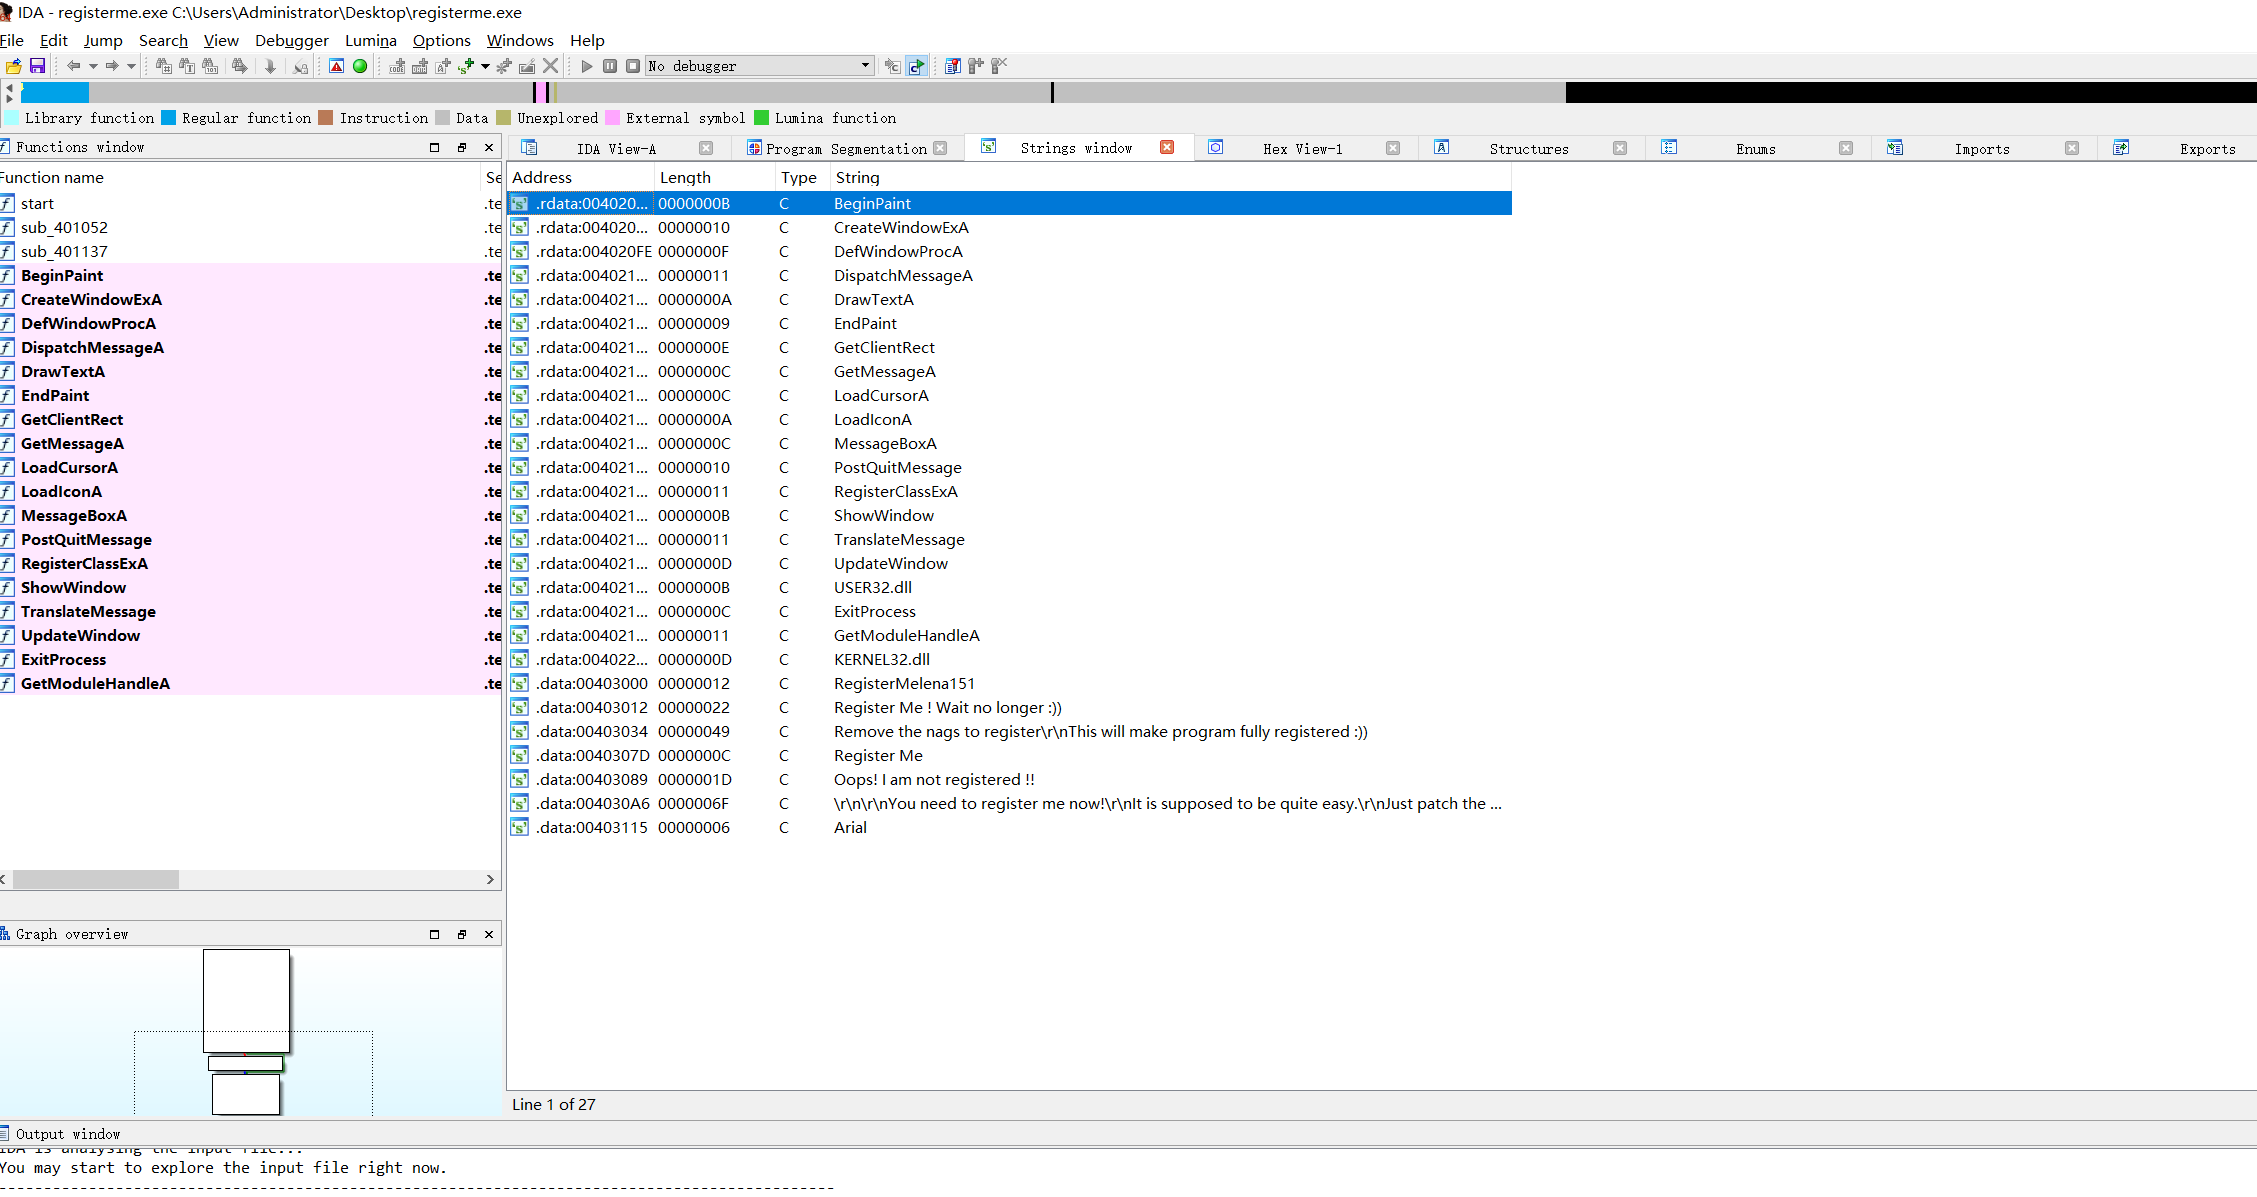 IDA - registerme.exe C:\Users\Administrator\Desktop\registerme.exe
File Edit Jump Search View Debugger Lumina Options Windows Help
No debugger
Library function Regular function Instruction Data Unexplored External symbol Lumina function
Functions window
IDA View-A Program Segmentation Strings window Hex View-1 Structures Enums Imports Exports
Function name Se
start .te
sub_401052 .te
sub_401137 .te
BeginPaint .te
CreateWindowExA .te
DefWindowProcA .te
DispatchMessageA .te
DrawTextA .te
EndPaint .te
GetClientRect .te
GetMessageA .te
LoadCursorA .te
LoadIconA .te
MessageBoxA .te
PostQuitMessage .te
RegisterClassExA .te
ShowWindow .te
TranslateMessage .te
UpdateWindow .te
ExitProcess .te
GetModuleHandleA .te
Address Length Type String
.rdata:004020... 0000000B C BeginPaint
.rdata:004020... 00000010 C CreateWindowExA
.rdata:004020FE 0000000F C DefWindowProcA
.rdata:004021... 00000011 C DispatchMessageA
.rdata:004021... 0000000A C DrawTextA
.rdata:004021... 00000009 C EndPaint
.rdata:004021... 0000000E C GetClientRect
.rdata:004021... 0000000C C GetMessageA
.rdata:004021... 0000000C C LoadCursorA
.rdata:004021... 0000000A C LoadIconA
.rdata:004021... 0000000C C MessageBoxA
.rdata:004021... 00000010 C PostQuitMessage
.rdata:004021... 00000011 C RegisterClassExA
.rdata:004021... 0000000B C ShowWindow
.rdata:004021... 00000011 C TranslateMessage
.rdata:004021... 0000000D C UpdateWindow
.rdata:004021... 0000000B C USER32.dll
.rdata:004021... 0000000C C ExitProcess
.rdata:004021... 00000011 C GetModuleHandleA
.rdata:004022... 0000000D C KERNEL32.dll
.data:00403000 00000012 C RegisterMelena151
.data:00403012 00000022 C Register Me ! Wait no longer :))
.data:00403034 00000049 C Remove the nags to register\r\nThis will make program fully registered :))
.data:0040307D 0000000C C Register Me
.data:00403089 0000001D C Oops! I am not registered !!
.data:004030A6 0000006F C \r\n\r\nYou need to register me now!\r\nIt is supposed to be quite easy.\r\nJust patch the ...
.data:00403115 00000006 C Arial
Graph overview
Line 1 of 27
Output window
IDA is analysing the input file...
You may start to explore the input file right now.